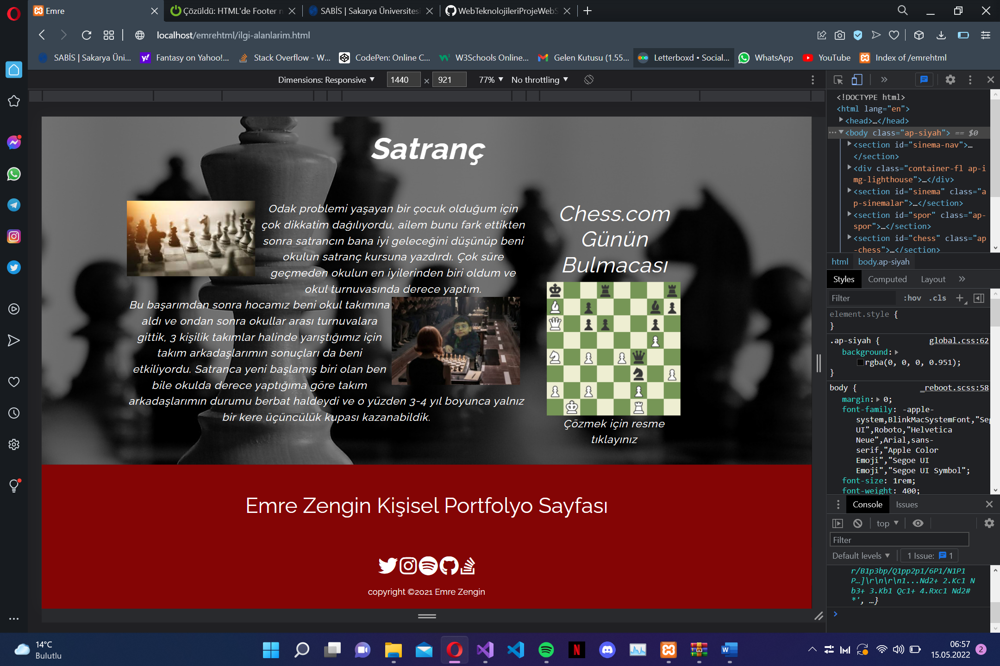 Emre
Çözüldü: HTML'de Footer n
SABİS | Sakarya Üniversitesi
WebTeknolojileriProjeWebS
localhost/emrehtml/ilgi-alanlarim.html
SABİS | Sakarya Üni...
Fantasy on Yahoo!...
Stack Overflow - W...
CodePen: Online C...
W3Schools Online...
Gelen Kutusu (1.55...
Letterboxd • Social...
WhatsApp
YouTube
Index of /emrehtml
Dimensions: Responsive
1440 × 921
77%
No throttling
Satranç
Odak problemi yaşayan bir çocuk olduğum için
çok dikkatim dağılıyordu, ailem bunu fark ettikten
sonra satrancın bana iyi geleceğini düşünüp beni
okulun satranç kursuna yazdırdı. Çok süre
geçmeden okulun en iyilerinden biri oldum ve
okul turnuvasında derece yaptım.
Bu başarımdan sonra hocamız beni okul takımına
aldı ve ondan sonra okullar arası turnuvalara
gittik, 3 kişilik takımlar halinde yarıştığımız için
takım arkadaşlarımın sonuçları da beni
etkiliyordu. Satranca yeni başlamış biri olan ben
bile okulda derece yaptığıma göre takım
arkadaşlarımın durumu berbat haldeydi ve o yüzden 3-4 yıl boyunca yalnız
bir kere üçüncülük kupası kazanabildik.
Chess.com
Günün
Bulmacası
Çözmek için resme
tıklayınız
Emre Zengin Kişisel Portfolyo Sayfası
copyright ©2021 Emre Zengin
<!DOCTYPE html>
<html lang="en">
<head>…</head>
<body class="ap-siyah"> == $0
<section id="sinema-nav">…
</section>
<div class="container-fl ap-i
mg-lighthouse">…</div>
<section id="sinema" class="a
p-sinemalar">…</section>
<section id="spor" class="ap-
spor">…</section>
<section id="chess" class="ap
-chess">…</section>
html
body.ap-siyah
Styles
Computed
Layout
Filter
:hov
.cls
element.style {
}
.ap-siyah {
global.css:62
background:
rgba(0, 0, 0, 0.951);
}
body {
_reboot.scss:58
margin: 0;
font-family: -apple-
system,BlinkMacSystemFont,"Seg
UI",Roboto,"Helvetica
Neue",Arial,sans-
serif,"Apple Color
Emoji","Segoe UI
Emoji","Segoe UI Symbol";
font-size: 1rem;
font-weight: 400;
Console
Issues
top
Filter
Default levels
1 Issue: 1
r/B1p3bp/Q1pp2p1/6P1/N1P1
P…]\r\n\r\n1...Nd2+ 2.Kc1 N
b3+ 3.Kb1 Qc1+ 4.Rxc1 Nd2#
*', …}
14°C
Bulutlu
06:57
15.05.2022
2